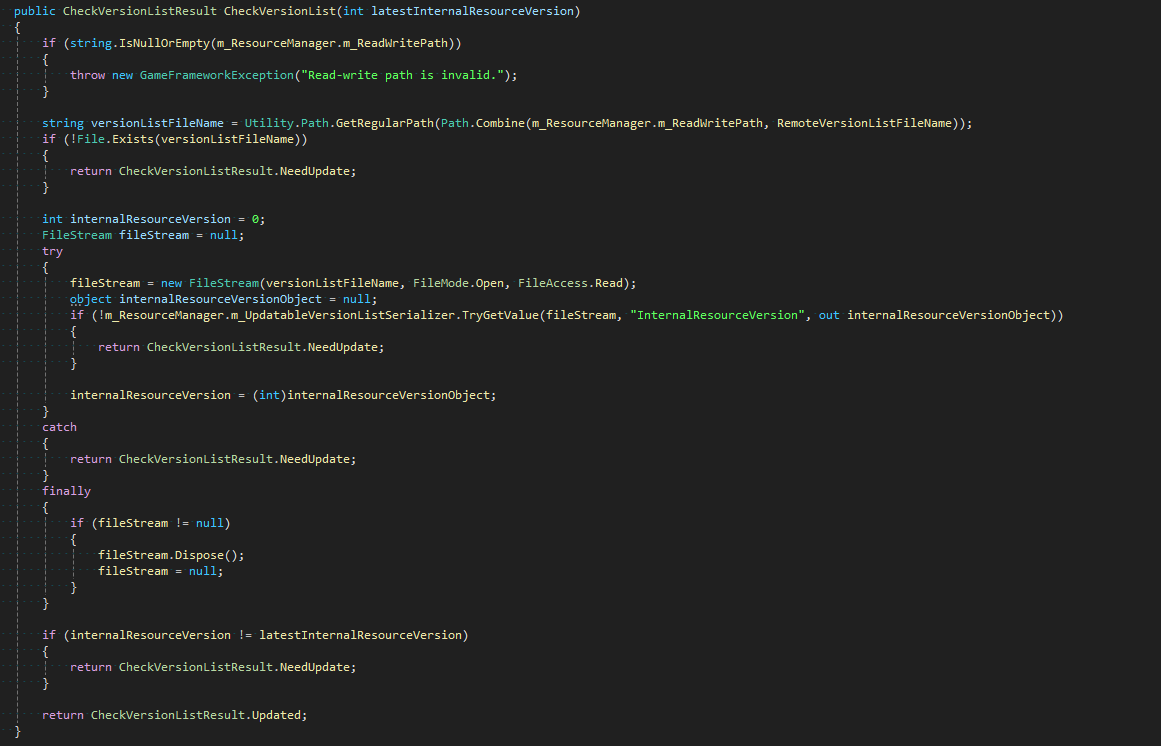 public CheckVersionListResult CheckVersionList(int latestInternalResourceVersion)
{
    if (string.IsNullOrEmpty(m_ResourceManager.m_ReadWritePath))
    {
        throw new GameFrameworkException("Read-write path is invalid.");
    }

    string versionListFileName = Utility.Path.GetRegularPath(Path.Combine(m_ResourceManager.m_ReadWritePath, RemoteVersionListFileName));
    if (!File.Exists(versionListFileName))
    {
        return CheckVersionListResult.NeedUpdate;
    }

    int internalResourceVersion = 0;
    FileStream fileStream = null;
    try
    {
        fileStream = new FileStream(versionListFileName, FileMode.Open, FileAccess.Read);
        object internalResourceVersionObject = null;
        if (!m_ResourceManager.m_UpdatableVersionListSerializer.TryGetValue(fileStream, "InternalResourceVersion", out internalResourceVersionObject))
        {
            return CheckVersionListResult.NeedUpdate;
        }

        internalResourceVersion = (int)internalResourceVersionObject;
    }
    catch
    {
        return CheckVersionListResult.NeedUpdate;
    }
    finally
    {
        if (fileStream != null)
        {
            fileStream.Dispose();
            fileStream = null;
        }
    }

    if (internalResourceVersion != latestInternalResourceVersion)
    {
        return CheckVersionListResult.NeedUpdate;
    }

    return CheckVersionListResult.Updated;
}